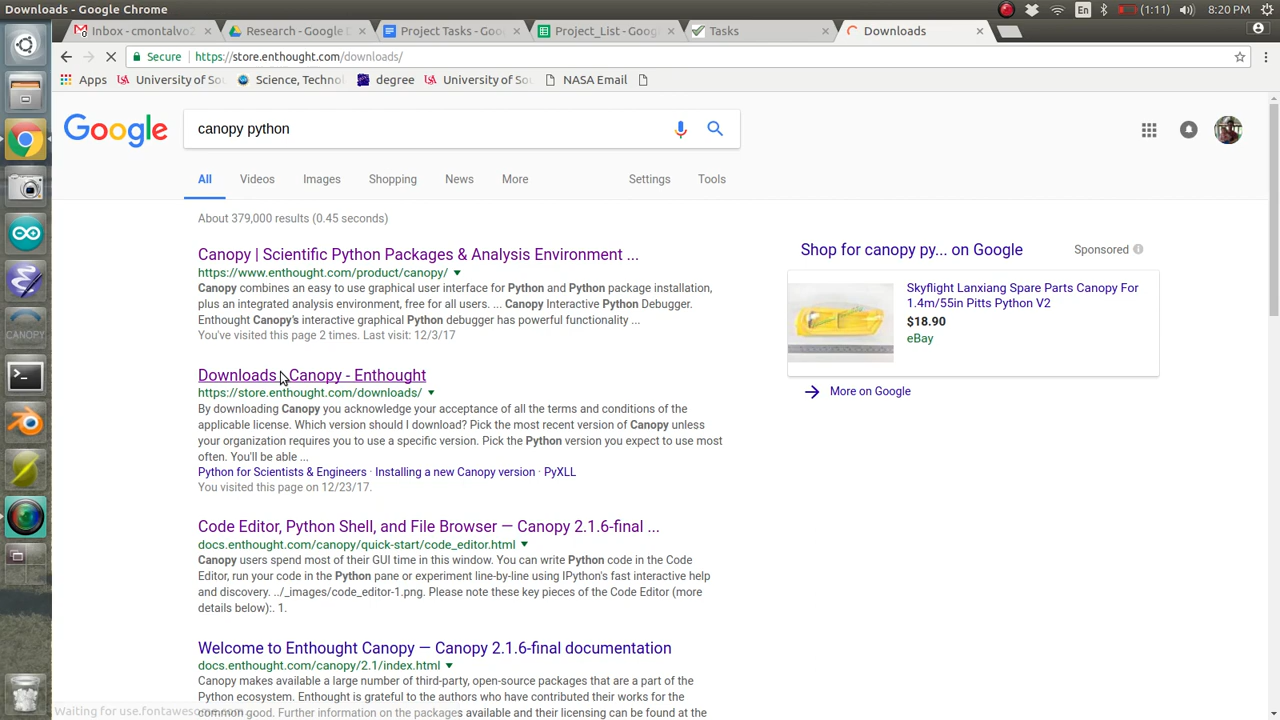 Downloads - Google Chrome
En
(1:11)
8:20 PM
Inbox - cmontalvo2
Research - Google D
Project Tasks - Goo
Project_List - Goog
Tasks
Downloads
Secure
https://store.enthought.com/downloads/
Apps
University of Sou
Science, Technol
degree
University of Sou
NASA Email
Google
canopy python
All
Videos
Images
Shopping
News
More
Settings
Tools
About 379,000 results (0.45 seconds)
Canopy | Scientific Python Packages & Analysis Environment ...
https://www.enthought.com/product/canopy/
Canopy combines an easy to use graphical user interface for Python and Python package installation,
plus an integrated analysis environment, free for all users. ... Canopy Interactive Python Debugger.
Enthought Canopy's interactive graphical Python debugger has powerful functionality ...
You've visited this page 2 times. Last visit: 12/3/17
Downloads - Canopy - Enthought
https://store.enthought.com/downloads/
By downloading Canopy you acknowledge your acceptance of all the terms and conditions of the
applicable license. Which version should I download? Pick the most recent version of Canopy unless
your organization requires you to use a specific version. Pick the Python version you expect to use most
often. You'll be able ...
Python for Scientists & Engineers · Installing a new Canopy version · PyXLL
You visited this page on 12/23/17.
Code Editor, Python Shell, and File Browser — Canopy 2.1.6-final ...
docs.enthought.com/canopy/quick-start/code_editor.html
Canopy users spend most of their GUI time in this window. You can write Python code in the Code
Editor, run your code in the Python pane or experiment line-by-line using IPython's fast interactive help
and discovery. ../_images/code_editor-1.png. Please note these key pieces of the Code Editor (more
details below):. 1.
Welcome to Enthought Canopy — Canopy 2.1.6-final documentation
docs.enthought.com/canopy/2.1/index.html
Canopy makes available a large number of third-party, open-source packages that are a part of the
Python ecosystem. Enthought is grateful to the authors who have contributed their works for the
common good. Further information on the packages available and their licensing can be found at the
Waiting for use.fontawesome.com...
Shop for canopy py... on Google
Sponsored
Skyflight Lanxiang Spare Parts Canopy For
1.4m/55in Pitts Python V2
$18.90
eBay
More on Google
CANOPY